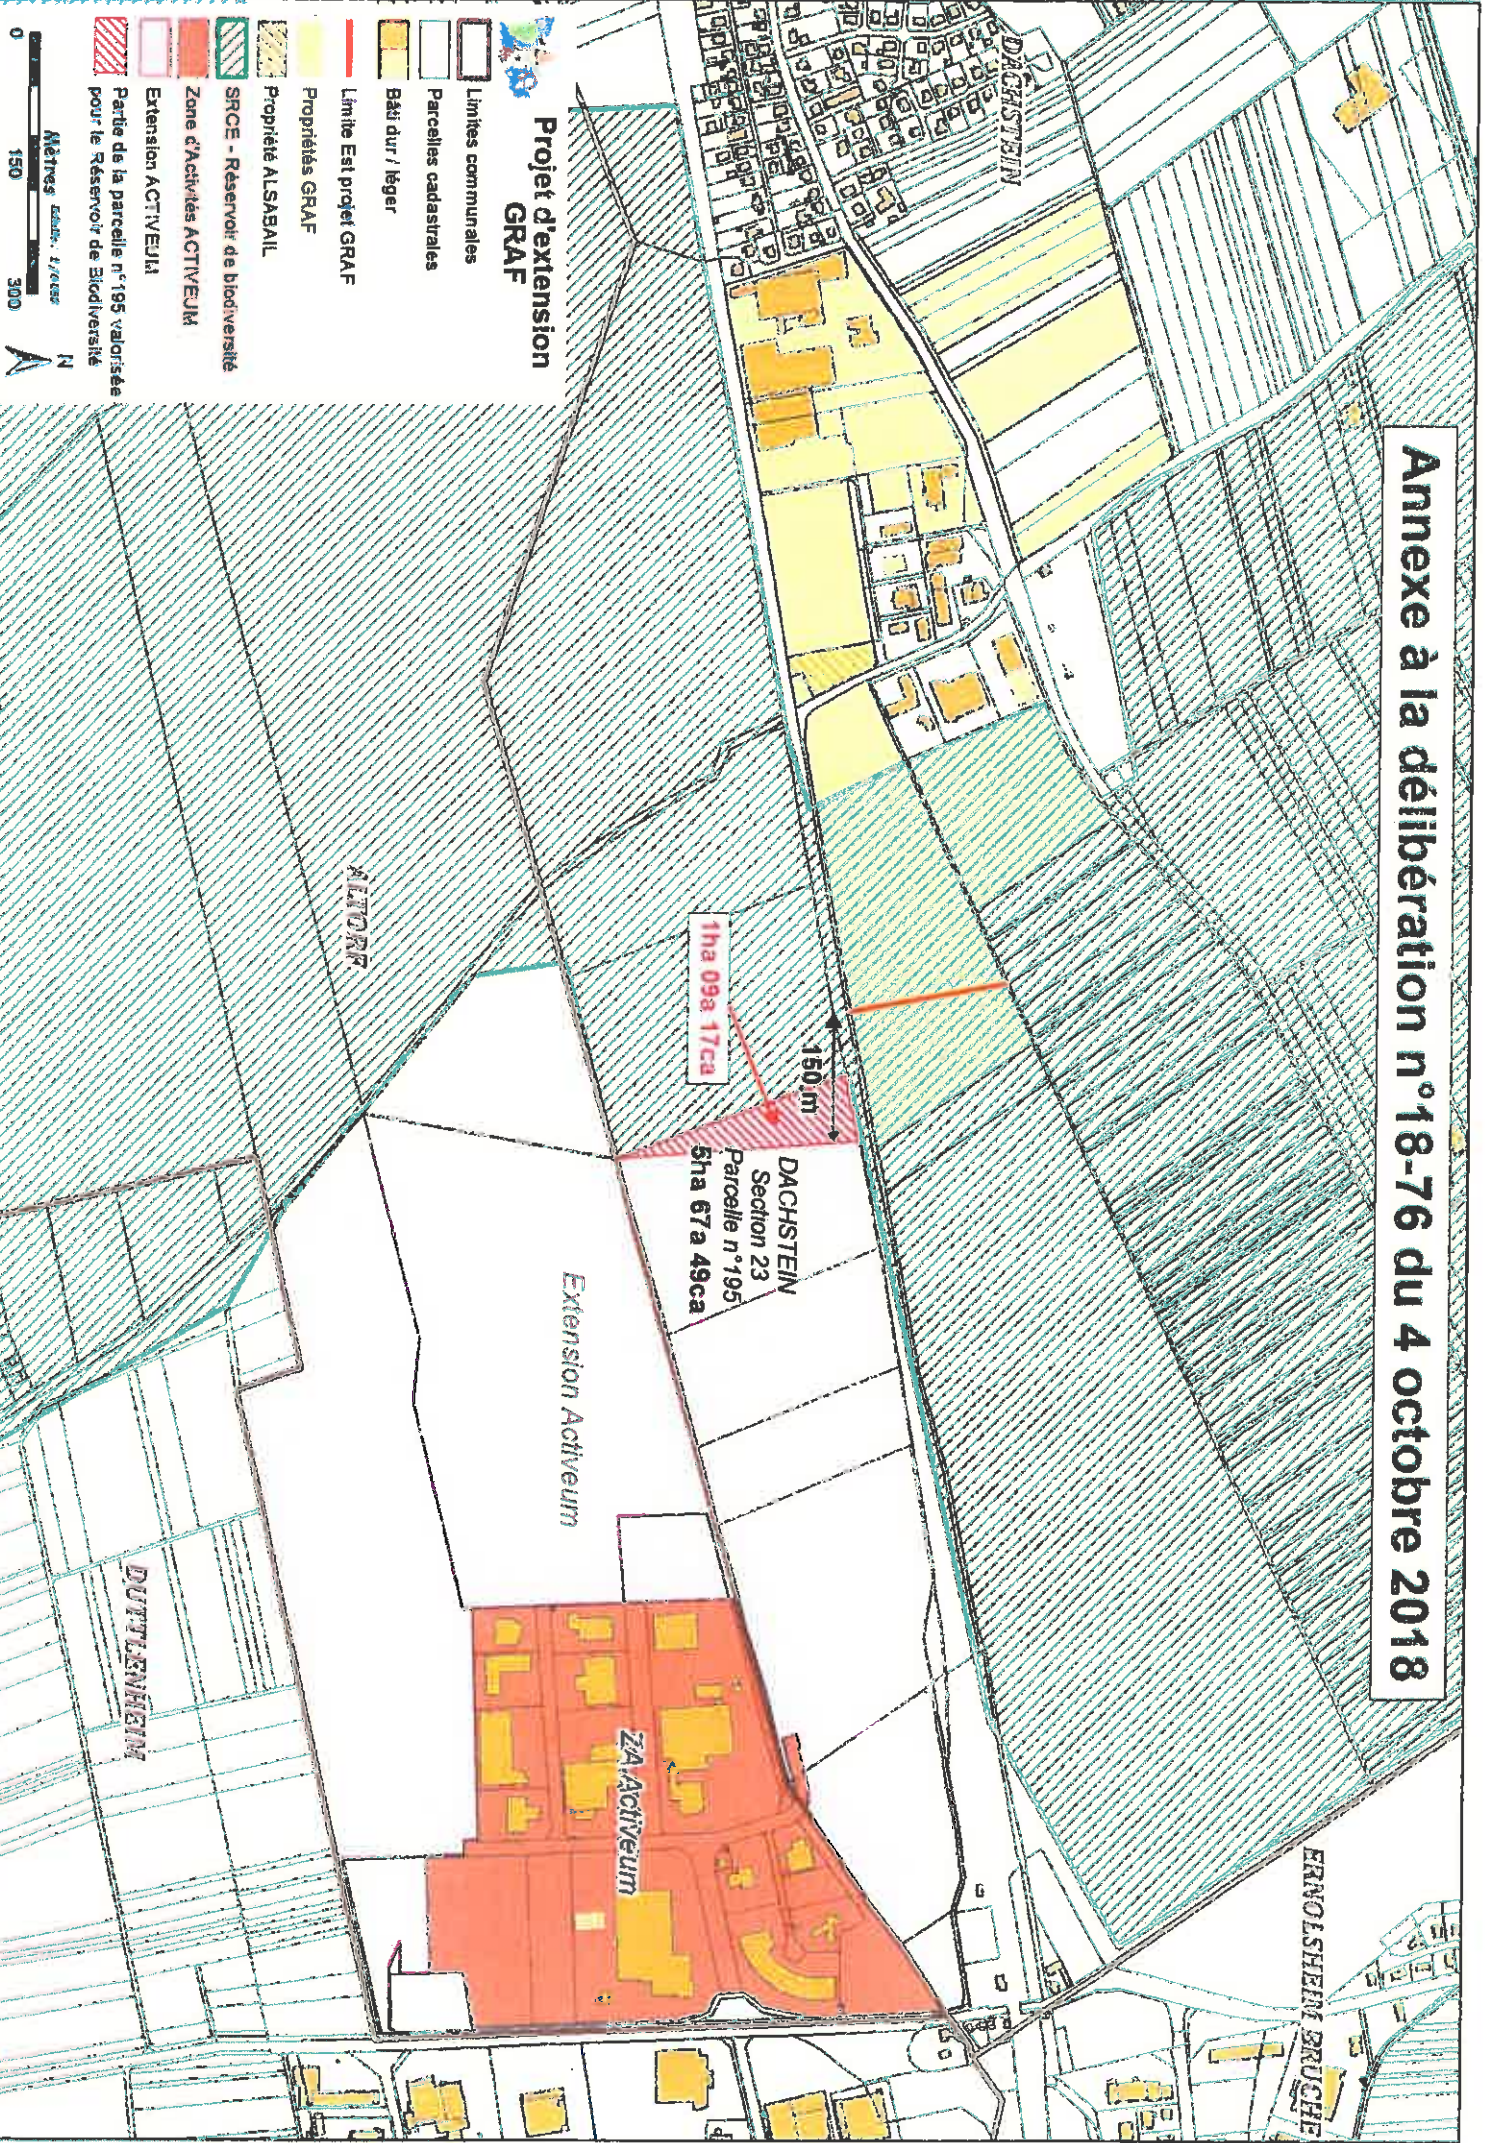 Annexe à la délibération n°18-76 du 4 octobre 2018
DACHSTEIN
ERNOLSHEIM BRUCHE
150 m
1ha 09a 17ca
DACHSTEIN
Section 23
Parcelle n°195
5ha 67a 49ca
Extension Activeum
ZA Activeum
ALTORF
DUTTLENHEIM
Projet d'extension
GRAF
Limites communales
Parcelles cadastrales
Bâti dur / léger
Limite Est projet GRAF
Propriétés GRAF
Propriété ALSABAIL
SRCE - Réservoir de biodiversité
Zone d'Activités ACTIVEUM
Extension ACTIVEUM
Partie de la parcelle n°195 valorisée
pour le Réservoir de Biodiversité
0 150 300
Mètres
N